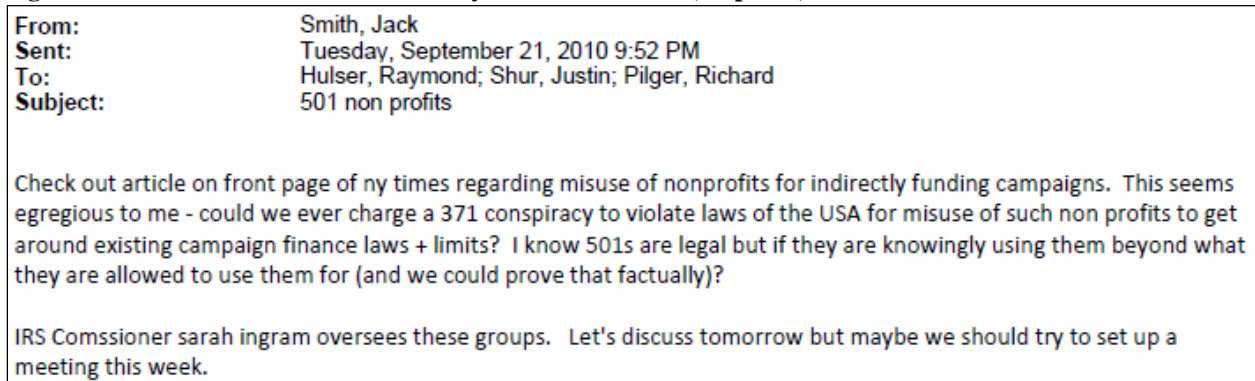 From: Smith, Jack
Sent: Tuesday, September 21, 2010 9:52 PM
To: Hulser, Raymond; Shur, Justin; Pilger, Richard
Subject: 501 non profits
Check out article on front page of ny times regarding misuse of nonprofits for indirectly funding campaigns. This seems
egregious to me - could we ever charge a 371 conspiracy to violate laws of the USA for misuse of such non profits to get
around existing campaign finance laws + limits? I know 501s are legal but if they are knowingly using them beyond what
they are allowed to use them for (and we could prove that factually)?
IRS Comssioner sarah ingram oversees these groups. Let's discuss tomorrow but maybe we should try to set up a
meeting this week.